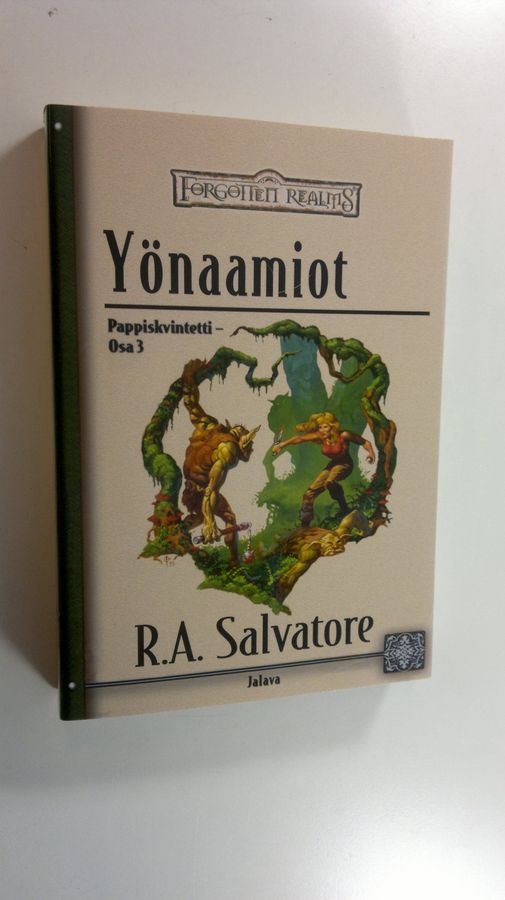 FORGOTTEN REALMS
Yönaamiot
Pappiskvintetti –
Osa 3
R.A. Salvatore
Jalava